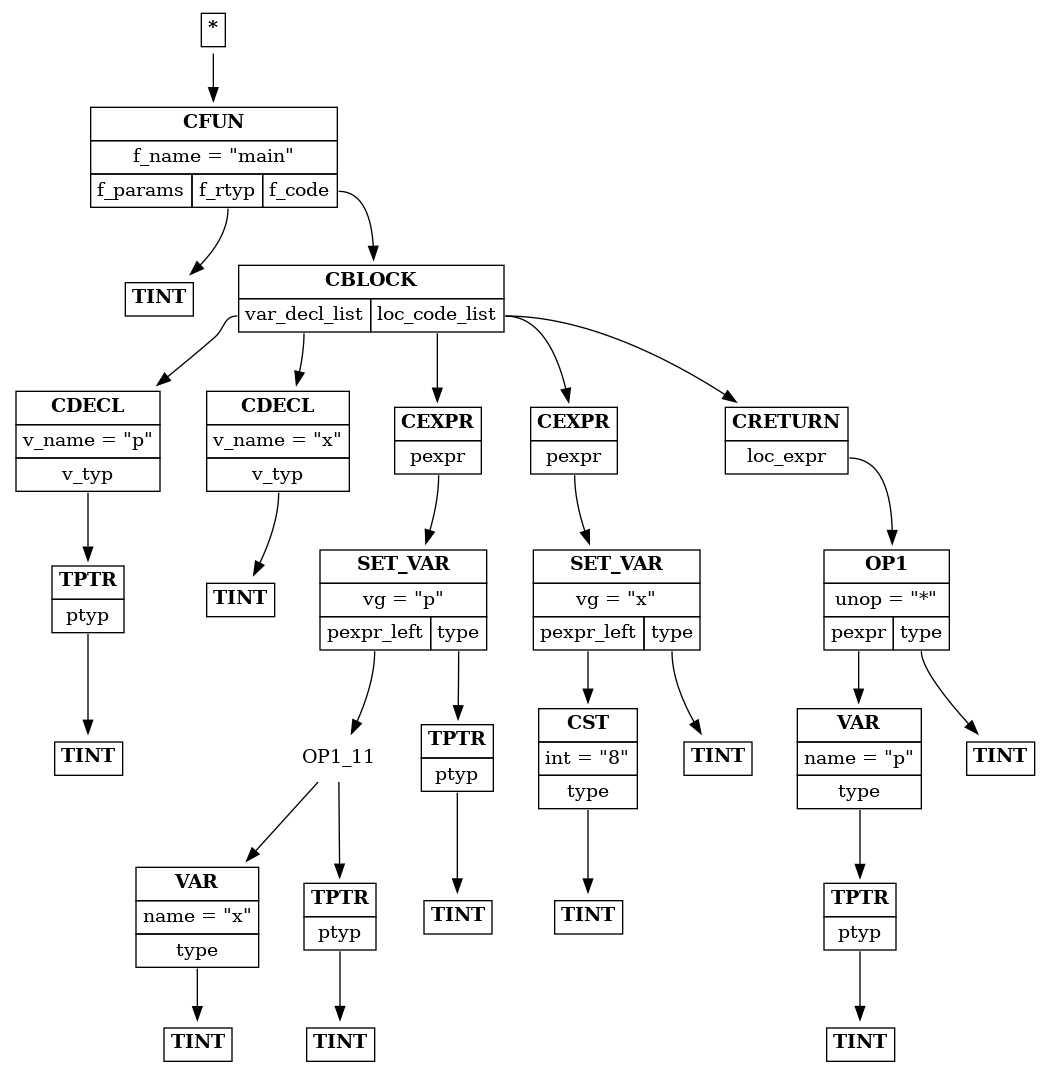 *
CFUN
f_name = "main"
f_params f_rtyp f_code
TINT
CBLOCK
var_decl_list loc_code_list
CDECL
v_name = "p"
v_typ
CDECL
v_name = "x"
v_typ
CEXPR
pexpr
CEXPR
pexpr
CRETURN
loc_expr
TPTR
ptyp
TINT
SET_VAR
vg = "p"
pexpr_left type
SET_VAR
vg = "x"
pexpr_left type
OP1
unop = "*"
pexpr type
TINT
OP1_11
TPTR
ptyp
CST
int = "8"
type
TINT
VAR
name = "p"
type
TINT
VAR
name = "x"
type
TPTR
ptyp
TINT
TINT
TPTR
ptyp
TINT
TINT
TINT